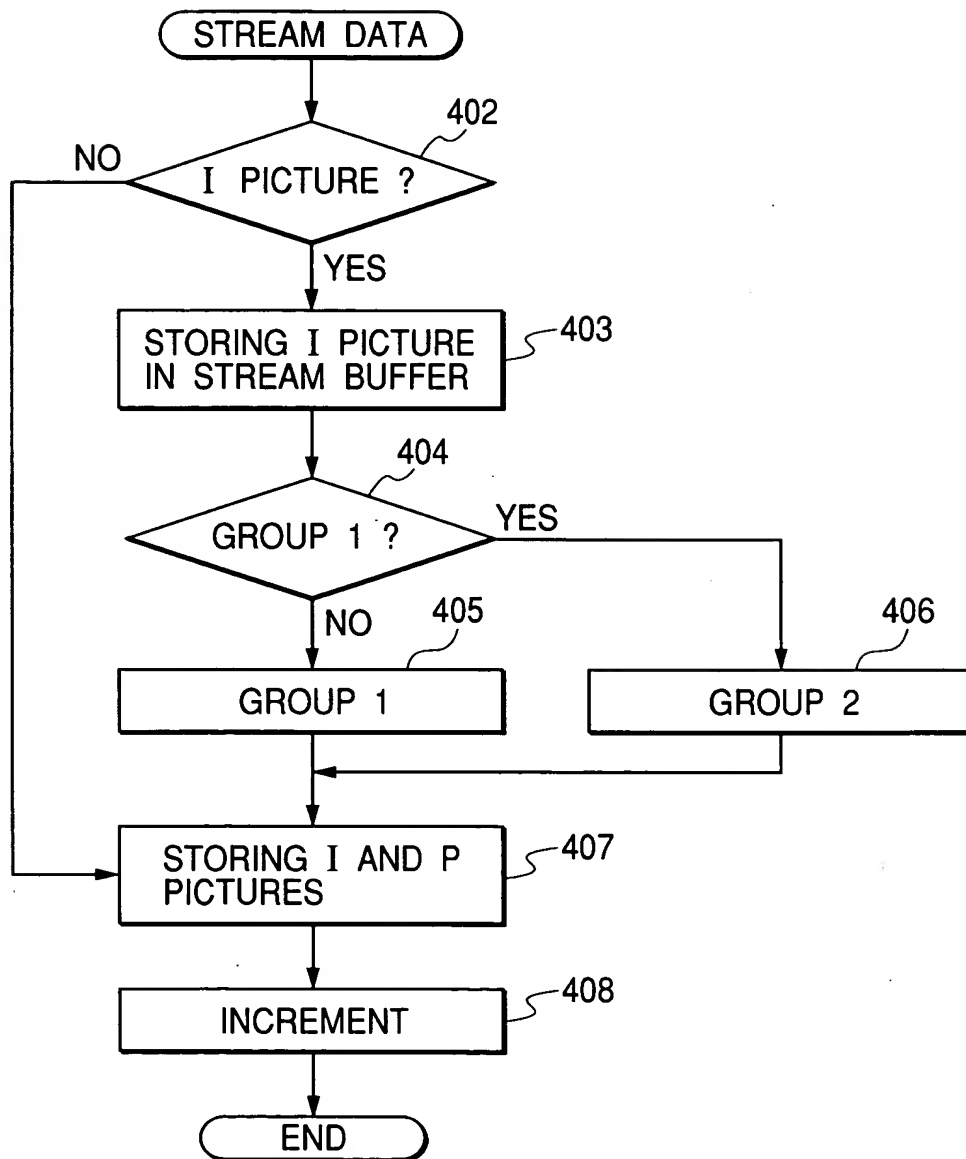 STREAM DATA
402
NO
I PICTURE ?
YES
STORING I PICTURE
IN STREAM BUFFER
403
404
GROUP 1 ?
YES
NO
405
406
GROUP 1
GROUP 2
STORING I AND P
PICTURES
407
INCREMENT
408
END